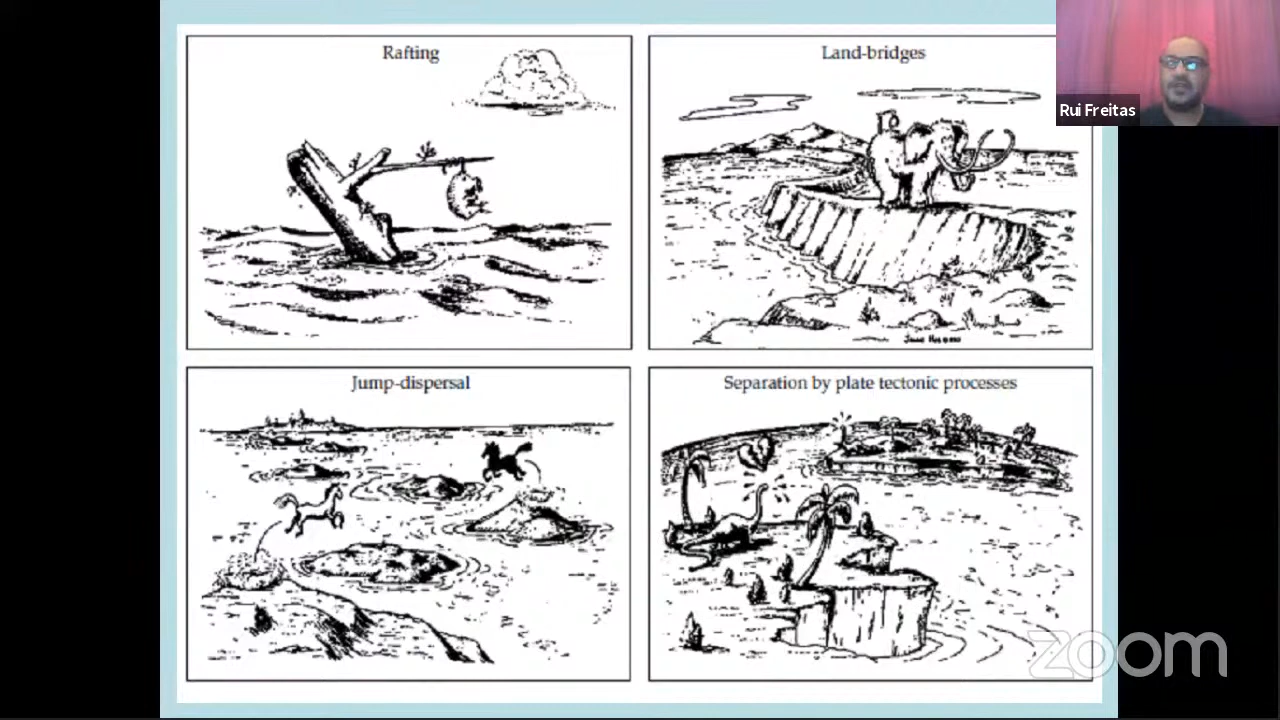 Rafting
Land-bridges
Rui Freitas
Jump-dispersal
Separation by plate tectonic processes
zoom